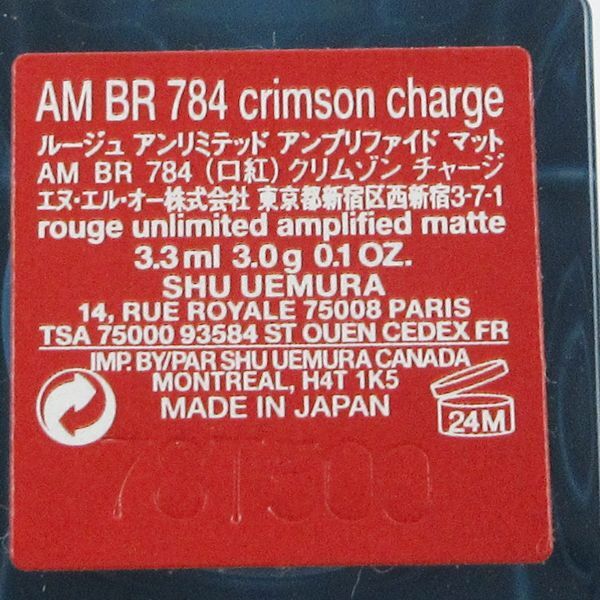 AM BR 784 crimson charge
ルージュ アンリミテッド アンプリファイド マット
AM BR 784 (口紅) クリムゾン チャージ
エヌ・エル・オー株式会社 東京都新宿区西新宿3-7-1
rouge unlimited amplified matte
3.3 ml 3.0 g 0.1 OZ.
SHU UEMURA
14, RUE ROYALE 75008 PARIS
TSA 75000 93584 ST OUEN CEDEX FR
IMP. BY/PAR SHU UEMURA CANADA
MONTREAL, H4T 1K5
MADE IN JAPAN
24M